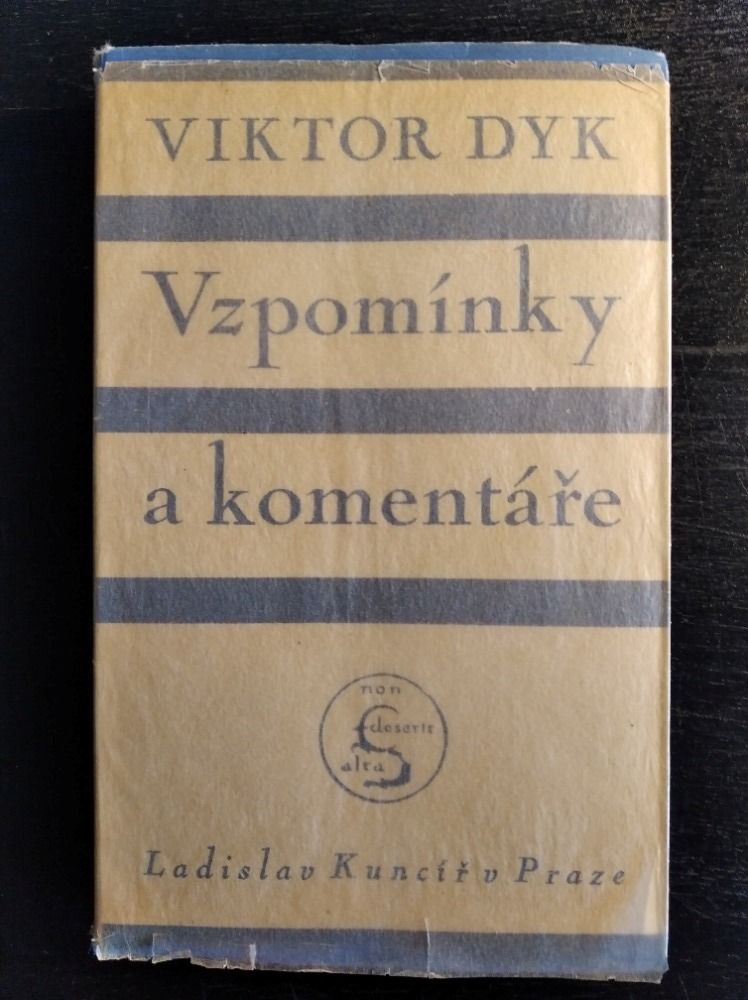 VIKTOR DYK
Vzpomínky
a komentáře
non
deserit
alta
Ladislav Kuncíř v Praze